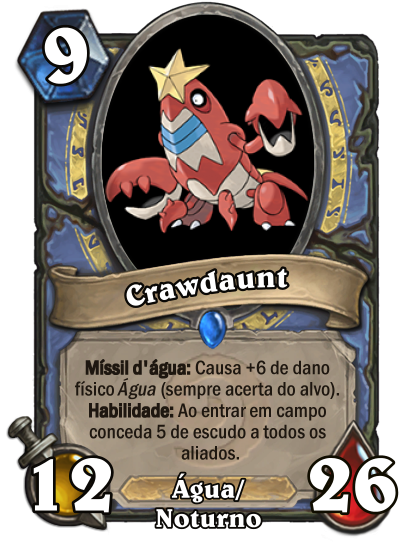 9
Crawdaunt
Míssil d'água: Causa +6 de dano
físico Água (sempre acerta do alvo).
Habilidade: Ao entrar em campo
conceda 5 de escudo a todos os
aliados.
12
Água/
Noturno
26